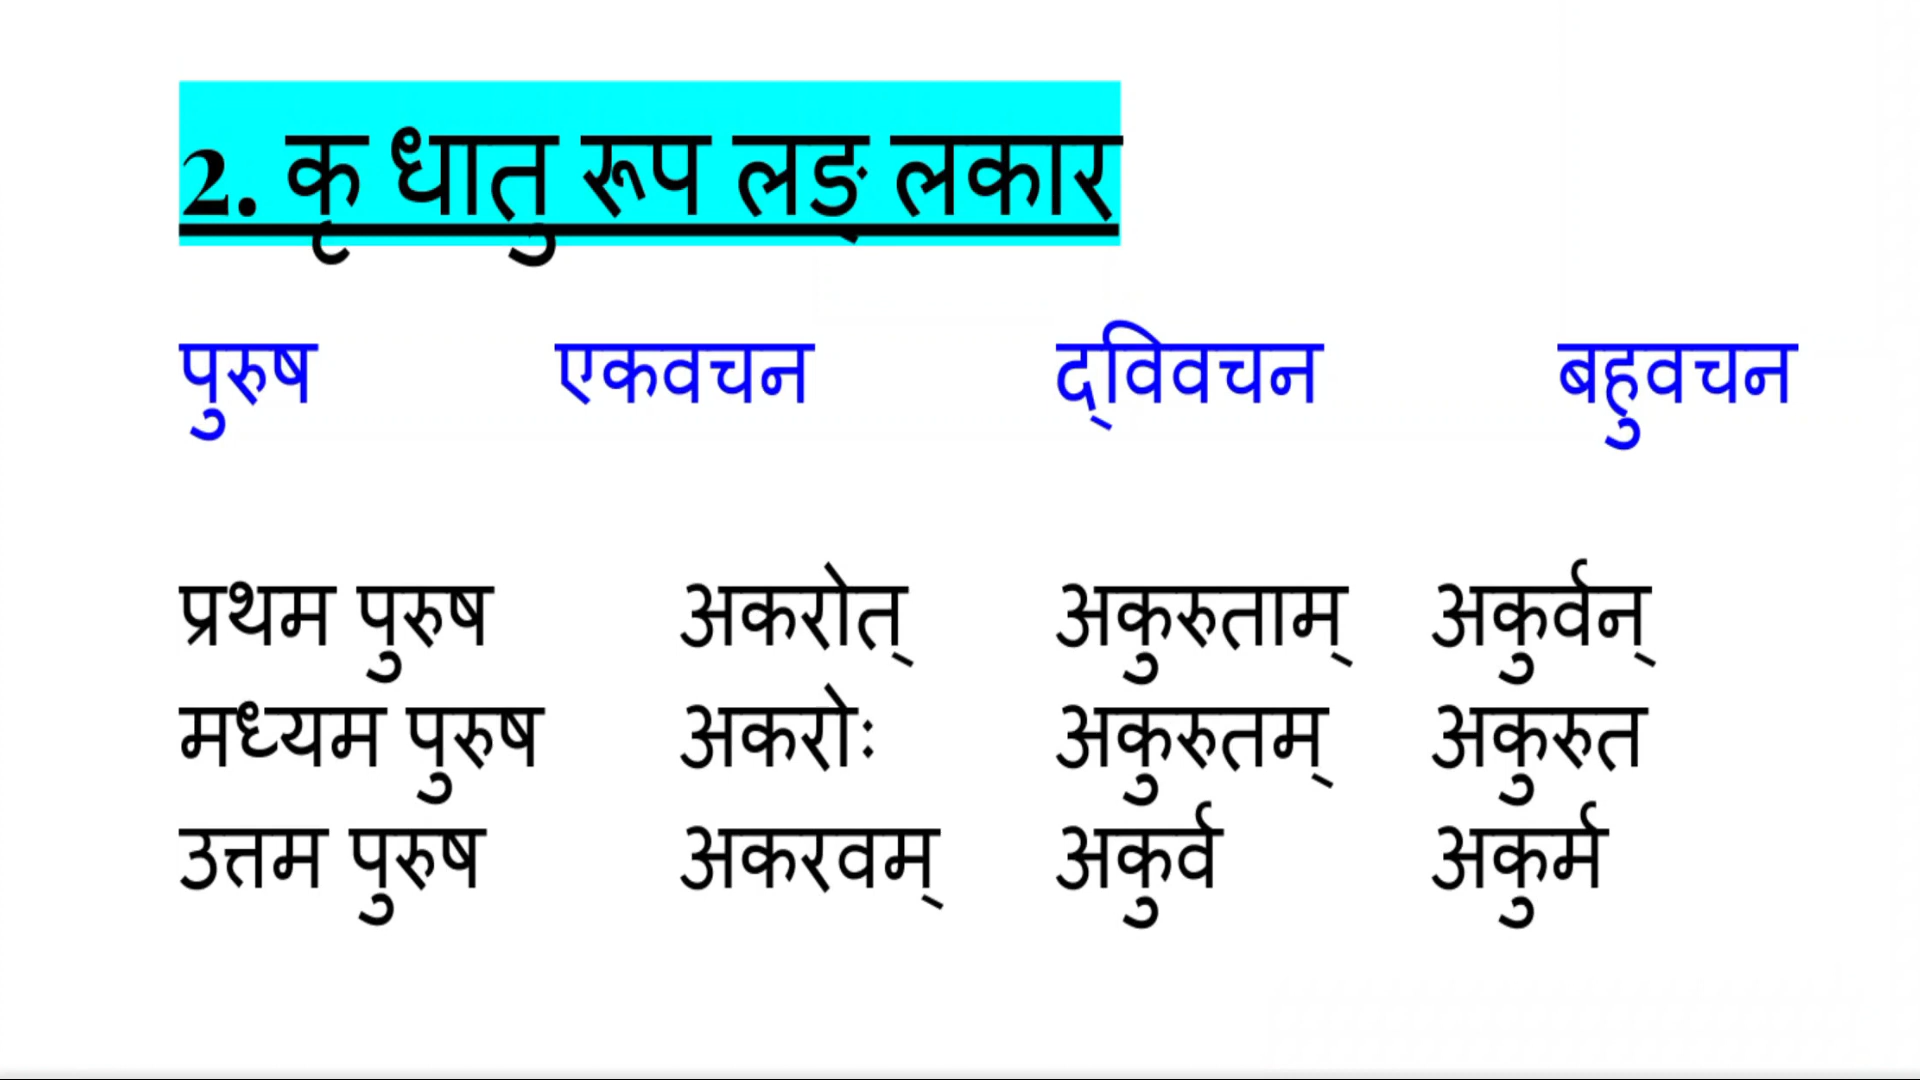 2. कृ धातु रूप लङ् लकार
पुरुष एकवचन द्‌विवचन बहुवचन
प्रथम पुरुष अकरोत् अकुरुताम् अकुर्वन्
मध्यम पुरुष अकरोः अकुरुतम् अकुरुत
उत्तम पुरुष अकरवम् अकुर्व अकुर्म